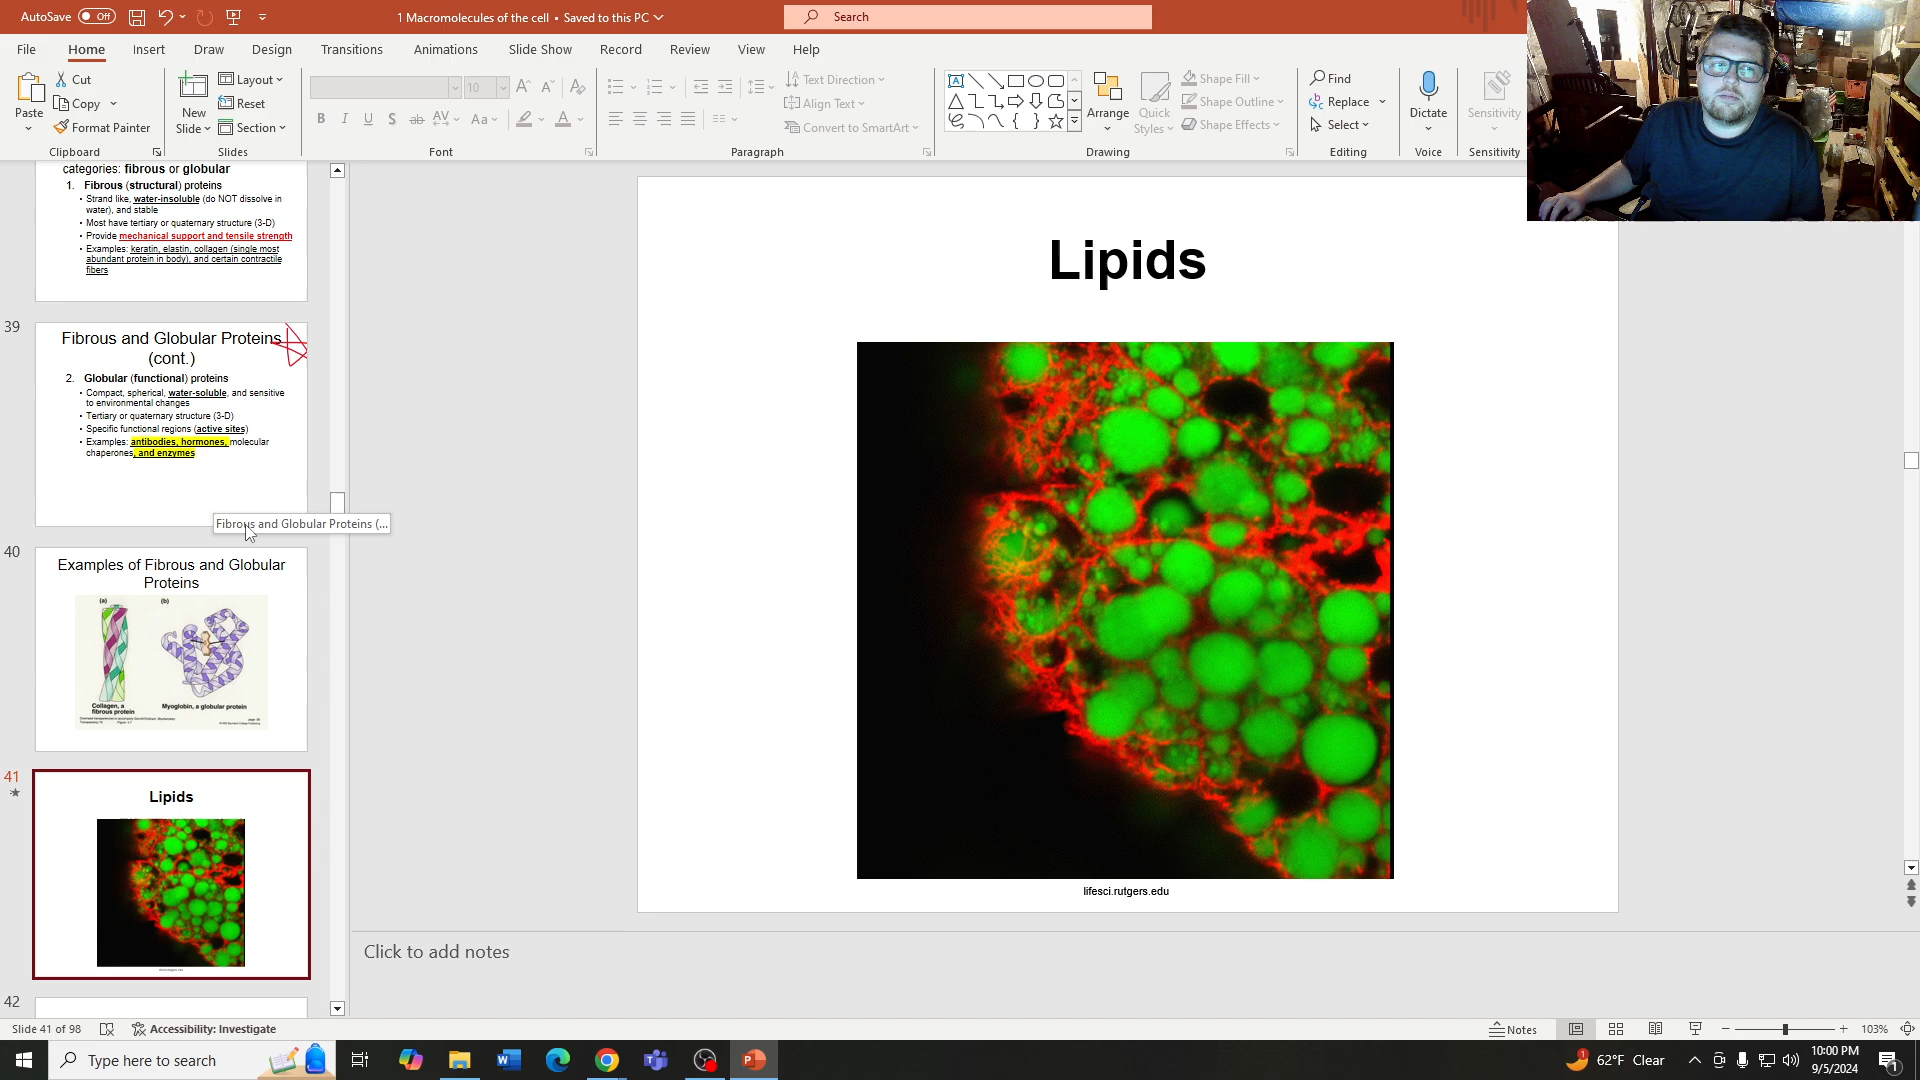 AutoSave Off
1 Macromolecules of the cell • Saved to this PC
Search
File Home Insert Draw Design Transitions Animations Slide Show Record Review View Help
Paste
Cut
Copy
Format Painter
Clipboard
New Slide
Layout
Reset
Section
Slides
10
B I U S ab AV Aa A
Font
Text Direction
Align Text
Convert to SmartArt
Paragraph
Arrange
Quick Styles
Shape Fill
Shape Outline
Shape Effects
Drawing
Find
Replace
Select
Editing
Dictate
Voice
Sensitivity
Sensitivity
categories: fibrous or globular
1. Fibrous (structural) proteins
• Strand like, water-insoluble (do NOT dissolve in
water), and stable
• Most have tertiary or quaternary structure (3-D)
• Provide mechanical support and tensile strength
• Examples: keratin, elastin, collagen (single most
abundant protein in body), and certain contractile
fibers
39
Fibrous and Globular Proteins
(cont.)
2. Globular (functional) proteins
• Compact, spherical, water-soluble, and sensitive
to environmental changes
• Tertiary or quaternary structure (3-D)
• Specific functional regions (active sites)
• Examples: antibodies, hormones, molecular
chaperones, and enzymes
Fibrous and Globular Proteins (...
40
Examples of Fibrous and Globular
Proteins
(a) (b)
Collagen, a
fibrous protein
Myoglobin, a globular protein
41
Lipids
42
Lipids
lifesci.rutgers.edu
Click to add notes
Slide 41 of 98
Accessibility: Investigate
Notes
103%
Type here to search
62°F Clear
10:00 PM
9/5/2024